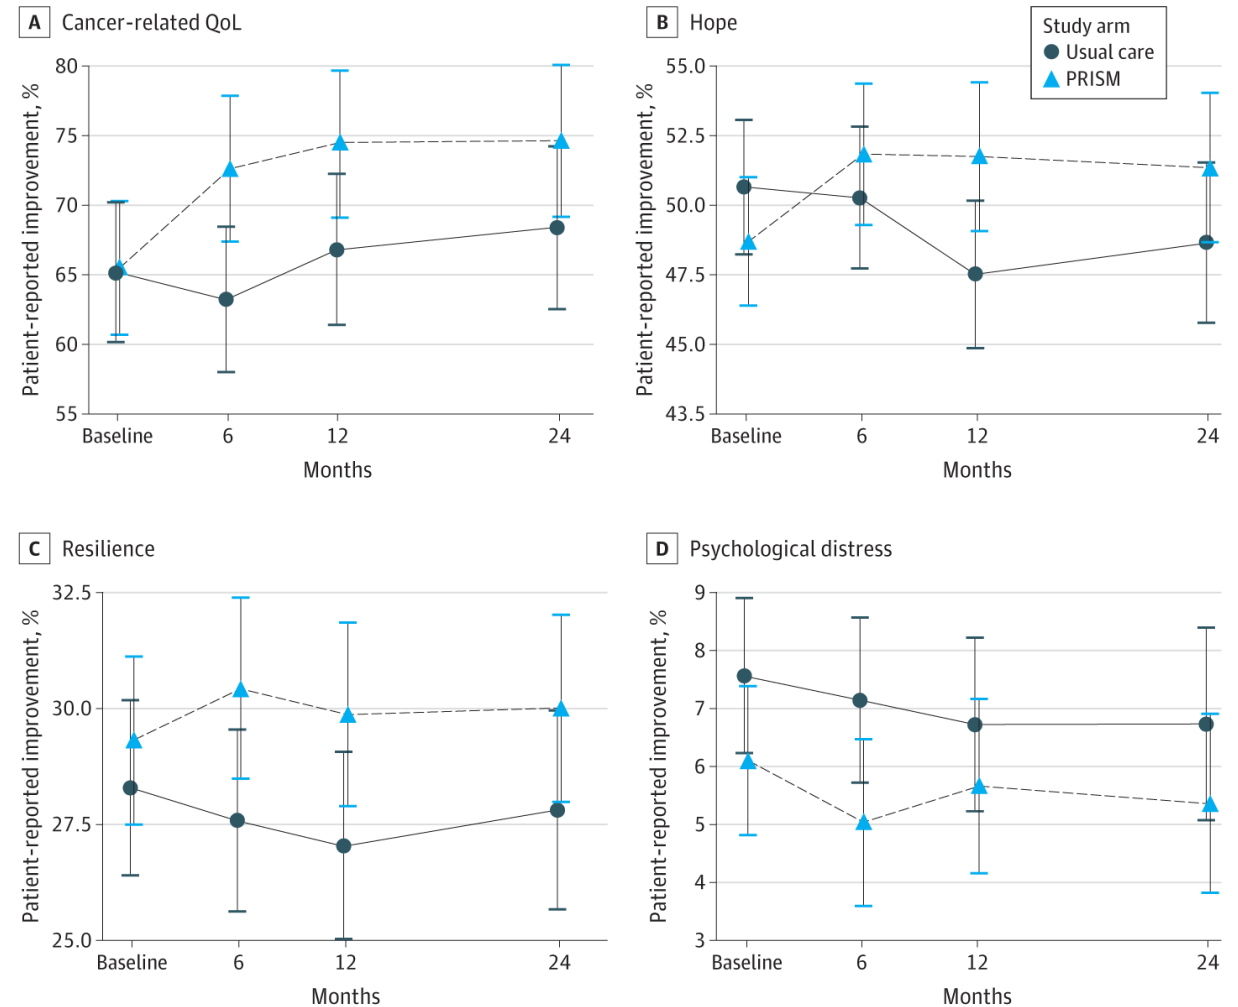 A Cancer-related QoL
Patient-reported improvement, %
80
75
70
65
60
55
Baseline 6 12 24
Months
B Hope
Study arm
Usual care
PRISM
Patient-reported improvement, %
55.0
52.5
50.0
47.5
45.0
43.5
Baseline 6 12 24
Months
C Resilience
Patient-reported improvement, %
32.5
30.0
27.5
25.0
Baseline 6 12 24
Months
D Psychological distress
Patient-reported improvement, %
9
8
7
6
5
4
3
Baseline 6 12 24
Months